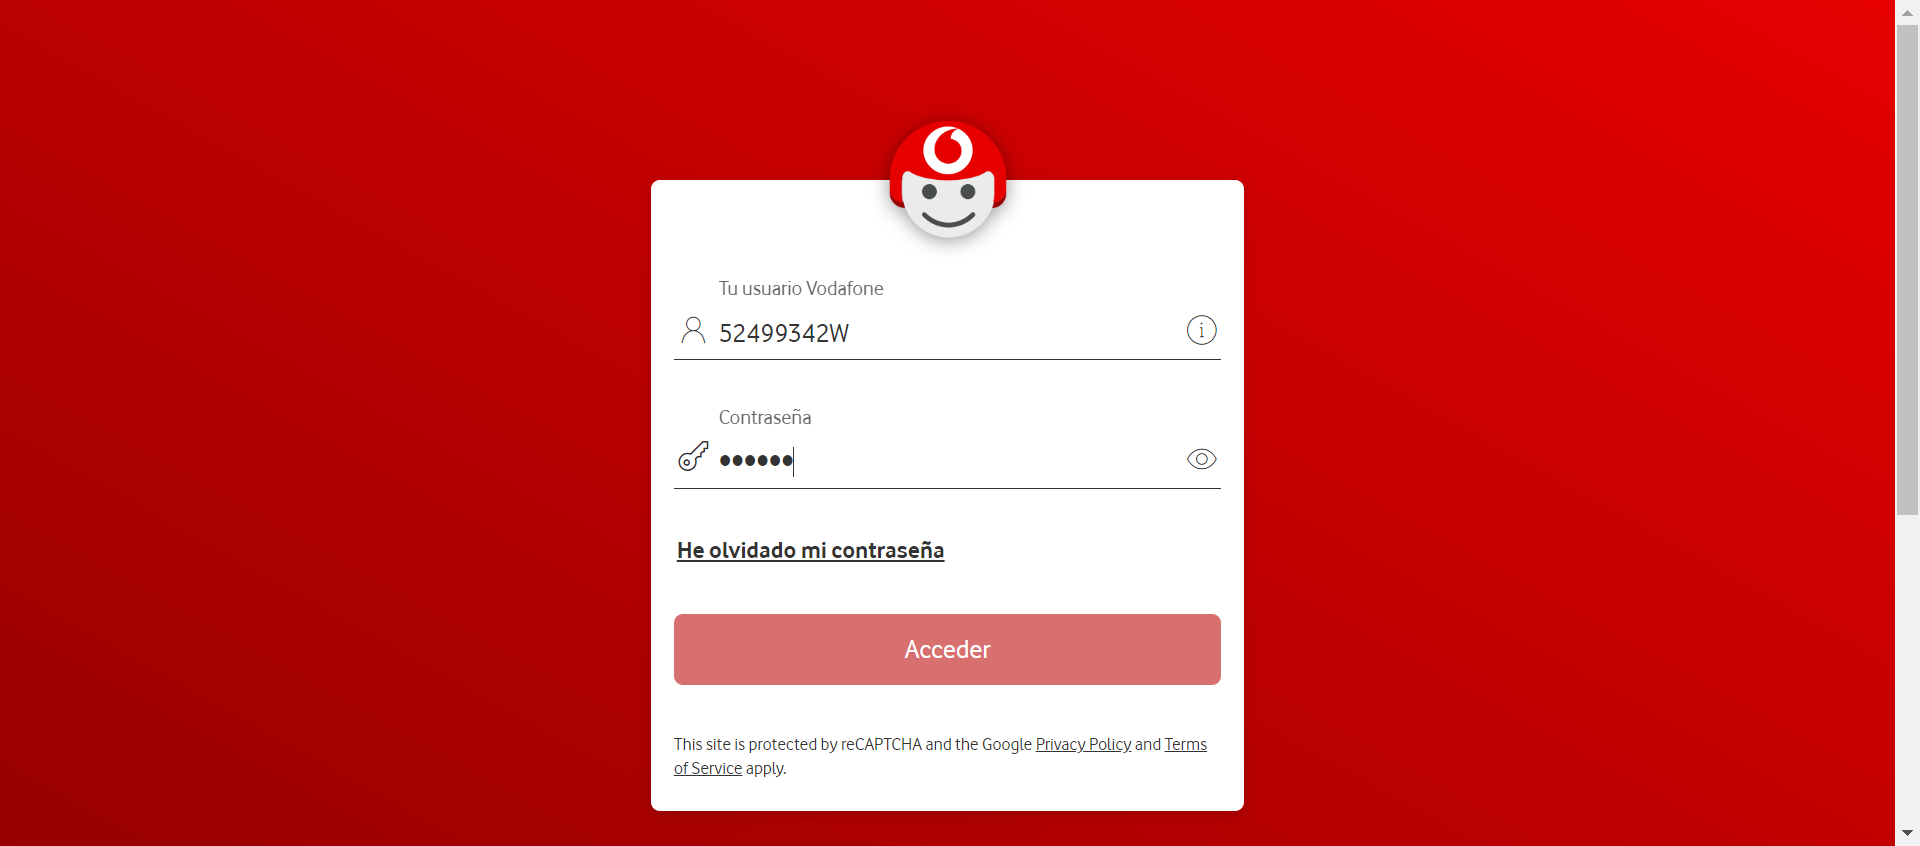 Tu usuario Vodafone
52499342W
Contraseña
••••••
He olvidado mi contraseña
Acceder
This site is protected by reCAPTCHA and the Google Privacy Policy and Terms
of Service apply.